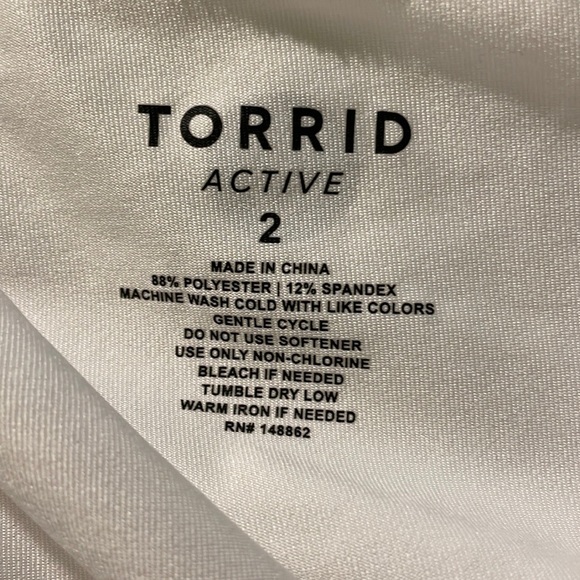 TORRID
ACTIVE
2
MADE IN CHINA
88% POLYESTER | 12% SPANDEX
MACHINE WASH COLD WITH LIKE COLORS
GENTLE CYCLE
DO NOT USE SOFTENER
USE ONLY NON-CHLORINE
BLEACH IF NEEDED
TUMBLE DRY LOW
WARM IRON IF NEEDED
RN# 148862